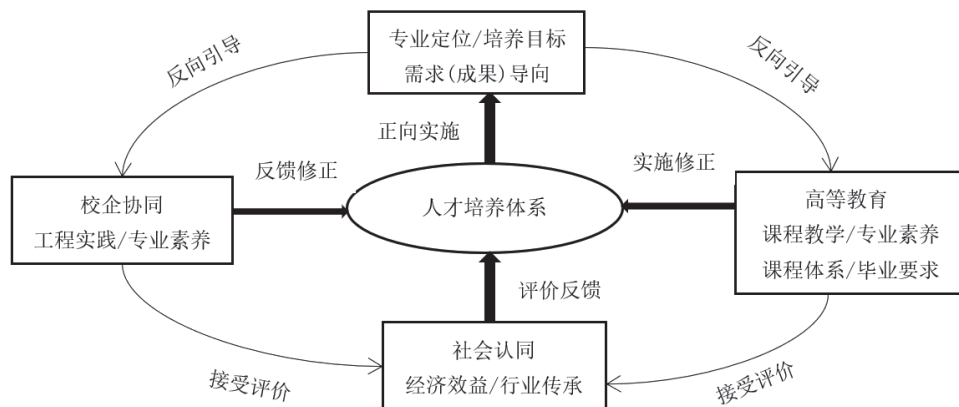 专业定位/培养目标
需求(成果)导向
反向引导
反向引导
正向实施
反馈修正
实施修正
校企协同
工程实践/专业素养
人才培养体系
高等教育
课程教学/专业素养
课程体系/毕业要求
评价反馈
社会认同
经济效益/行业传承
接受评价
接受评价